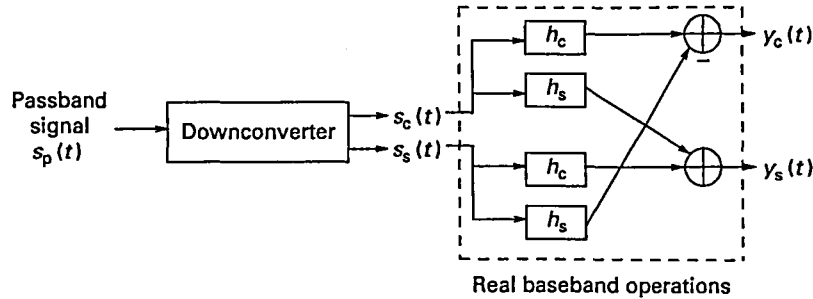 Passband
signal
s_p(t)
Downconverter
s_c(t)
s_s(t)
h_c
h_s
h_c
h_s
−
y_c(t)
y_s(t)
Real baseband operations